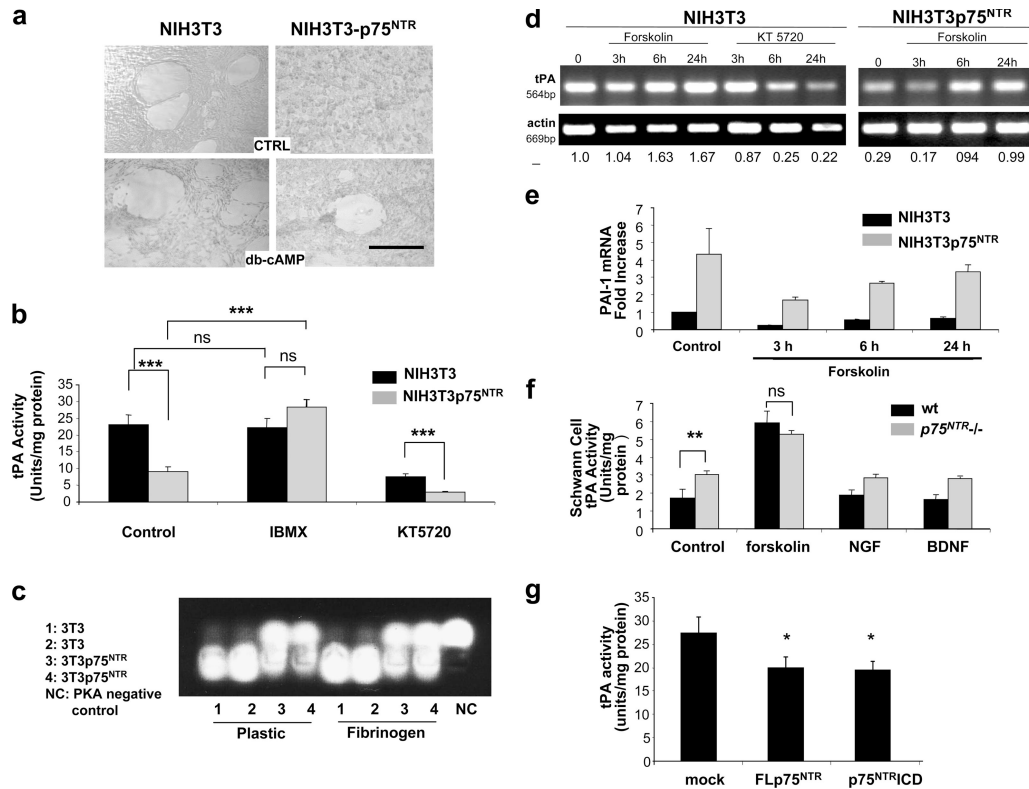 a
NIH3T3 NIH3T3-p75NTR
CTRL
db-cAMP
b
***
ns
***
ns
***
NIH3T3
NIH3T3p75NTR
tPA Activity
(Units/mg protein)
35
30
25
20
15
10
5
0
Control IBMX KT5720
c
1: 3T3
2: 3T3
3: 3T3p75NTR
4: 3T3p75NTR
NC: PKA negative
control
1 2 3 4 1 2 3 4 NC
Plastic Fibrinogen
d
NIH3T3 NIH3T3p75NTR
Forskolin KT 5720 Forskolin
0 3h 6h 24h 3h 6h 24h 0 3h 6h 24h
tPA
564bp
actin
669bp
_ 1.0 1.04 1.63 1.67 0.87 0.25 0.22 0.29 0.17 094 0.99
e
PAI-1 mRNA
Fold Increase
7
6
5
4
3
2
1
0
NIH3T3
NIH3T3p75NTR
Control 3 h 6 h 24 h
Forskolin
f
Schwann Cell
tPA Activity
(Units/mg
protein )
7
6
5
4
3
2
1
0
**
ns
wt
p75NTR-/-
Control forskolin NGF BDNF
g
tPA activity
(units/mg protein)
35
30
25
20
15
10
5
0
* *
mock FLp75NTR p75NTRICD